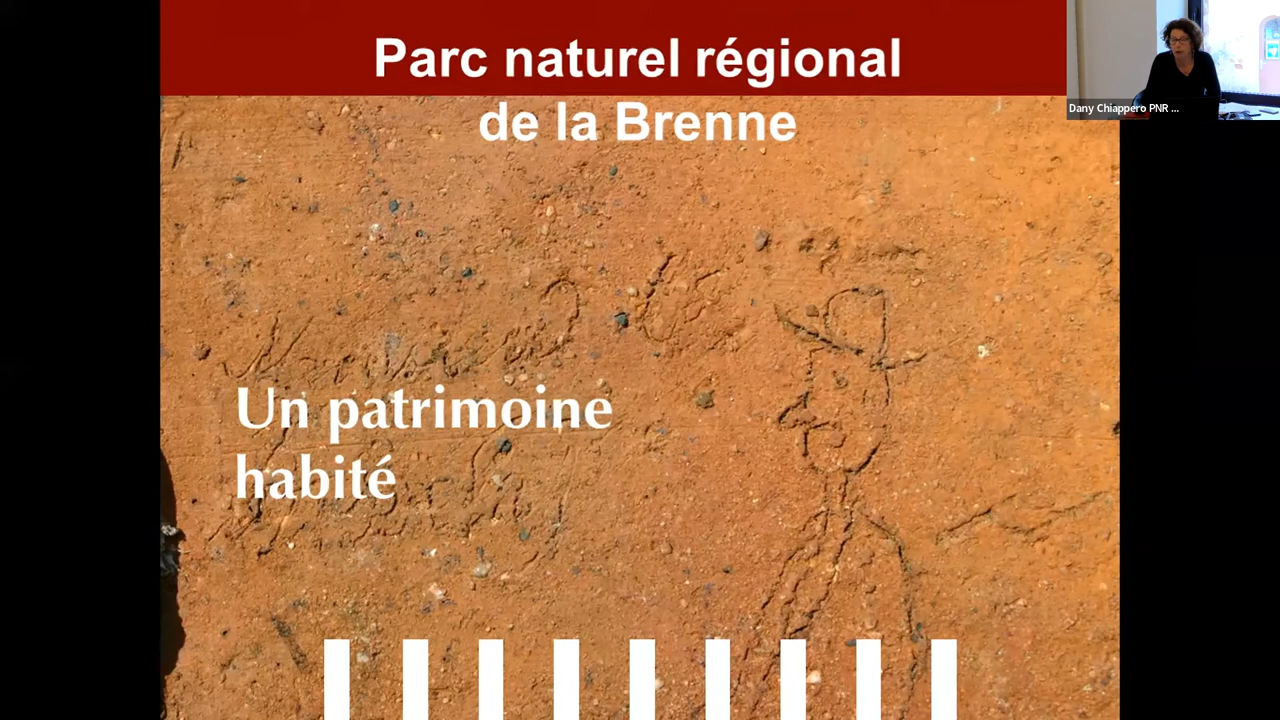 Parc naturel régional
de la Brenne
Dany Chiappero PNR ...
Un patrimoine
habité